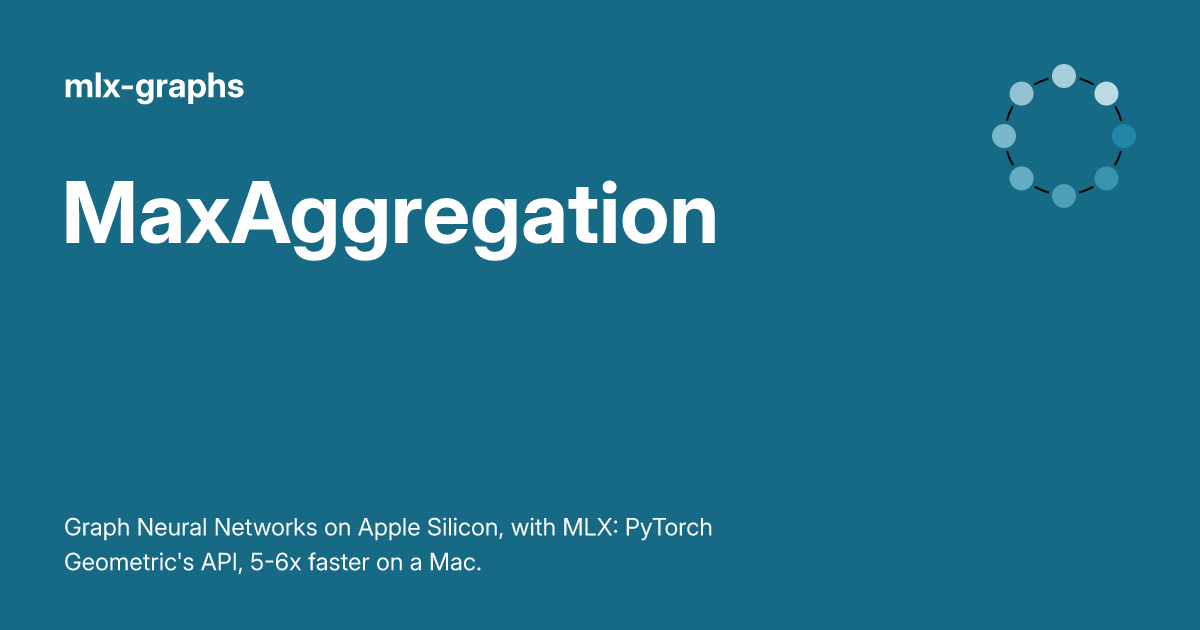 mlx-graphs
MaxAggregation
Graph Neural Networks on Apple Silicon, with MLX: PyTorch
Geometric's API, 5-6x faster on a Mac.